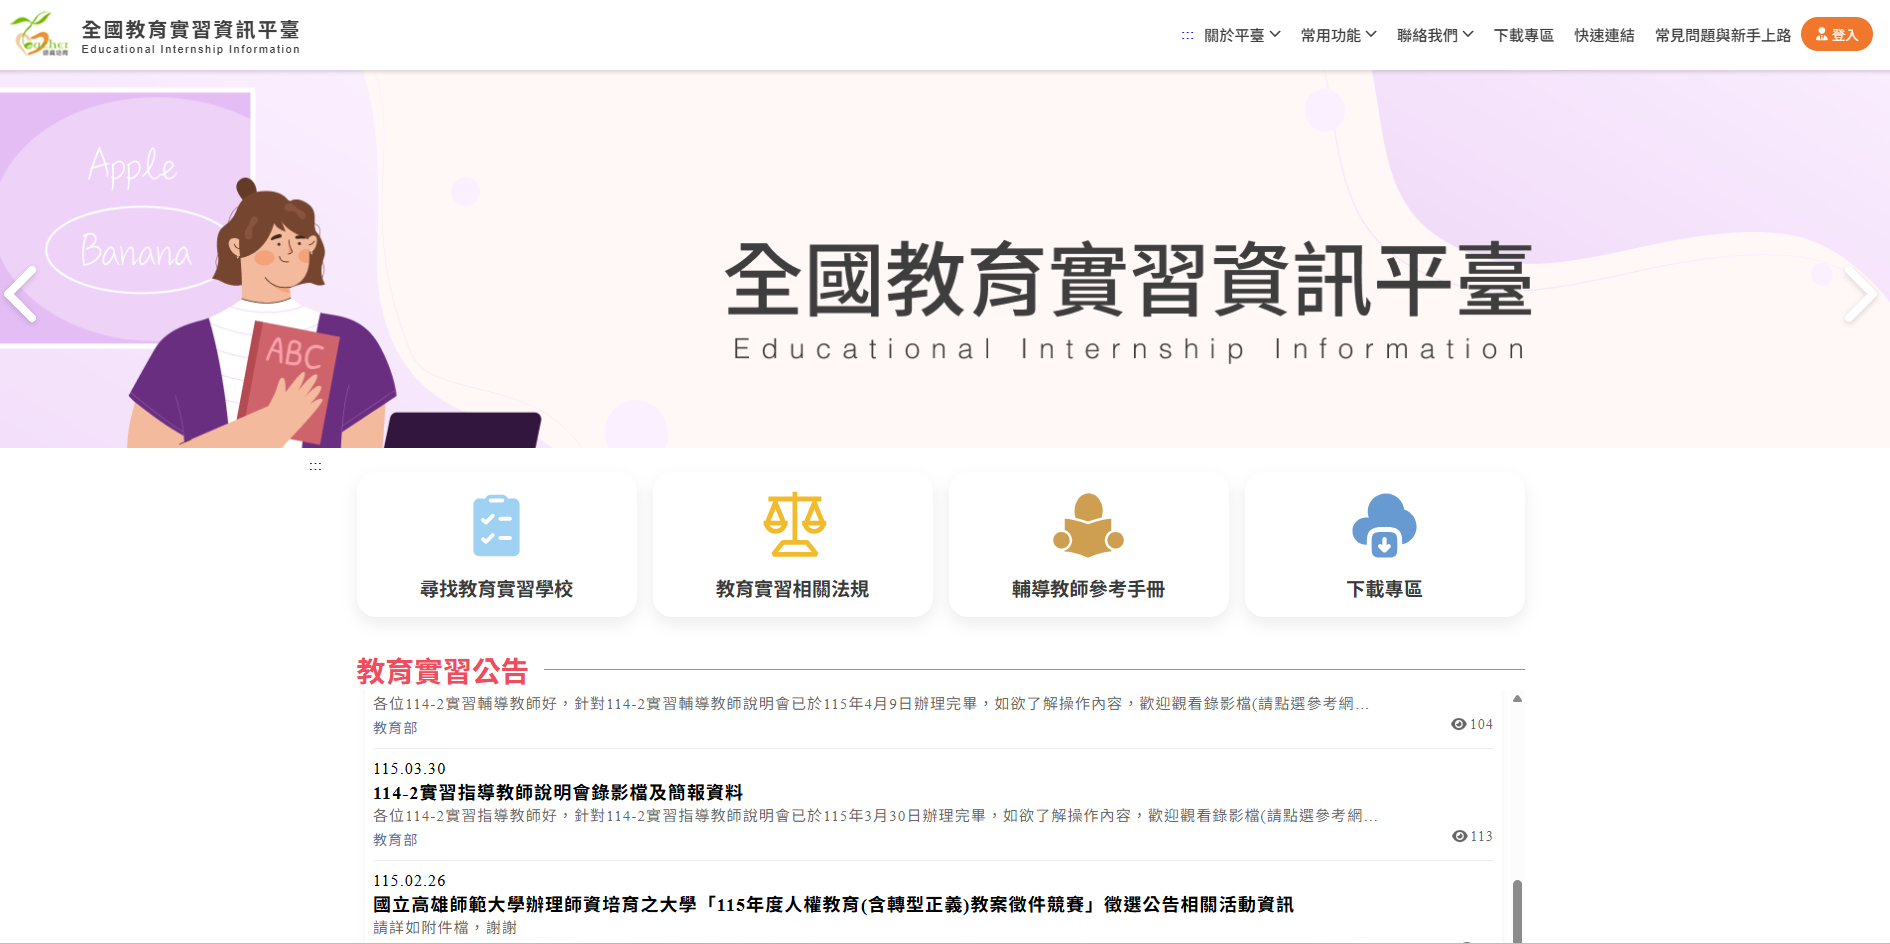 全國教育實習資訊平臺
Educational Internship Information
::: 關於平臺 常用功能 聯絡我們 下載專區 快速連結 常見問題與新手上路 登入
Apple
Banana
ABC
全國教育實習資訊平臺
Educational Internship Information
:::
尋找教育實習學校 教育實習相關法規 輔導教師參考手冊 下載專區
教育實習公告
各位114-2實習輔導教師好，針對114-2實習輔導教師說明會已於115年4月9日辦理完畢，如欲了解操作內容，歡迎觀看錄影檔(請點選參考網...
教育部
104
115.03.30
114-2實習指導教師說明會錄影檔及簡報資料
各位114-2實習指導教師好，針對114-2實習指導教師說明會已於115年3月30日辦理完畢，如欲了解操作內容，歡迎觀看錄影檔(請點選參考網...
教育部
113
115.02.26
國立高雄師範大學辦理師資培育之大學「115年度人權教育(含轉型正義)教案徵件競賽」徵選公告相關活動資訊
請詳如附件檔，謝謝